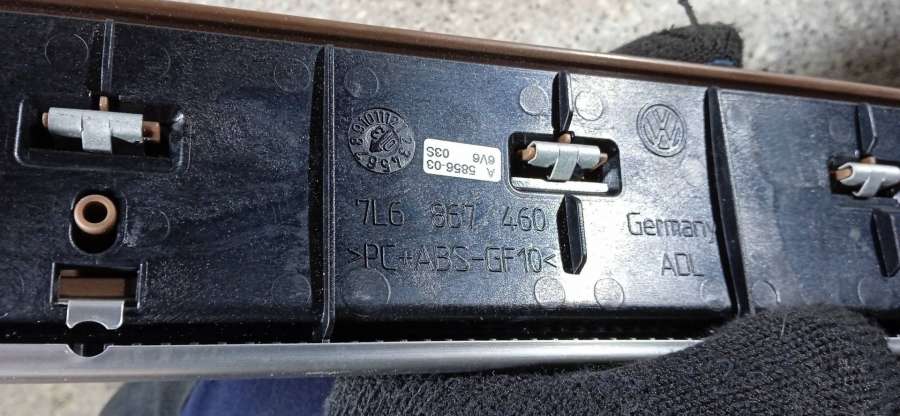 A 5856-03
6V6 03S
7L6 867 460
>PC+ABS-GF10<
Germany
ADL